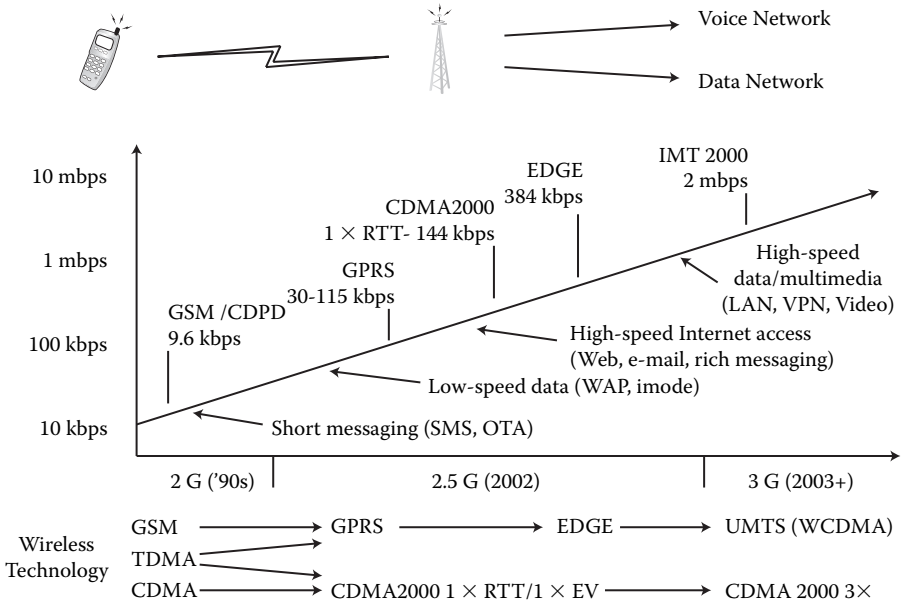 Voice Network
Data Network
10 mbps
1 mbps
100 kbps
10 kbps
GSM /CDPD
9.6 kbps
GPRS
30-115 kbps
CDMA2000
1 × RTT- 144 kbps
EDGE
384 kbps
IMT 2000
2 mbps
High-speed
data/multimedia
(LAN, VPN, Video)
High-speed Internet access
(Web, e-mail, rich messaging)
Low-speed data (WAP, imode)
Short messaging (SMS, OTA)
2 G ('90s)
2.5 G (2002)
3 G (2003+)
Wireless
Technology
GSM
GPRS
EDGE
UMTS (WCDMA)
TDMA
CDMA
CDMA2000 1 × RTT/1 × EV
CDMA 2000 3×